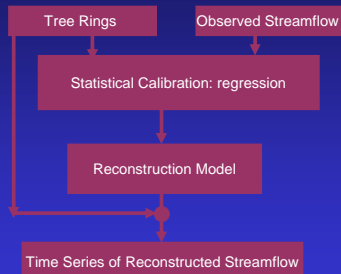 Tree Rings
Observed Streamflow
Statistical Calibration: regression
Reconstruction Model
Time Series of Reconstructed Streamflow